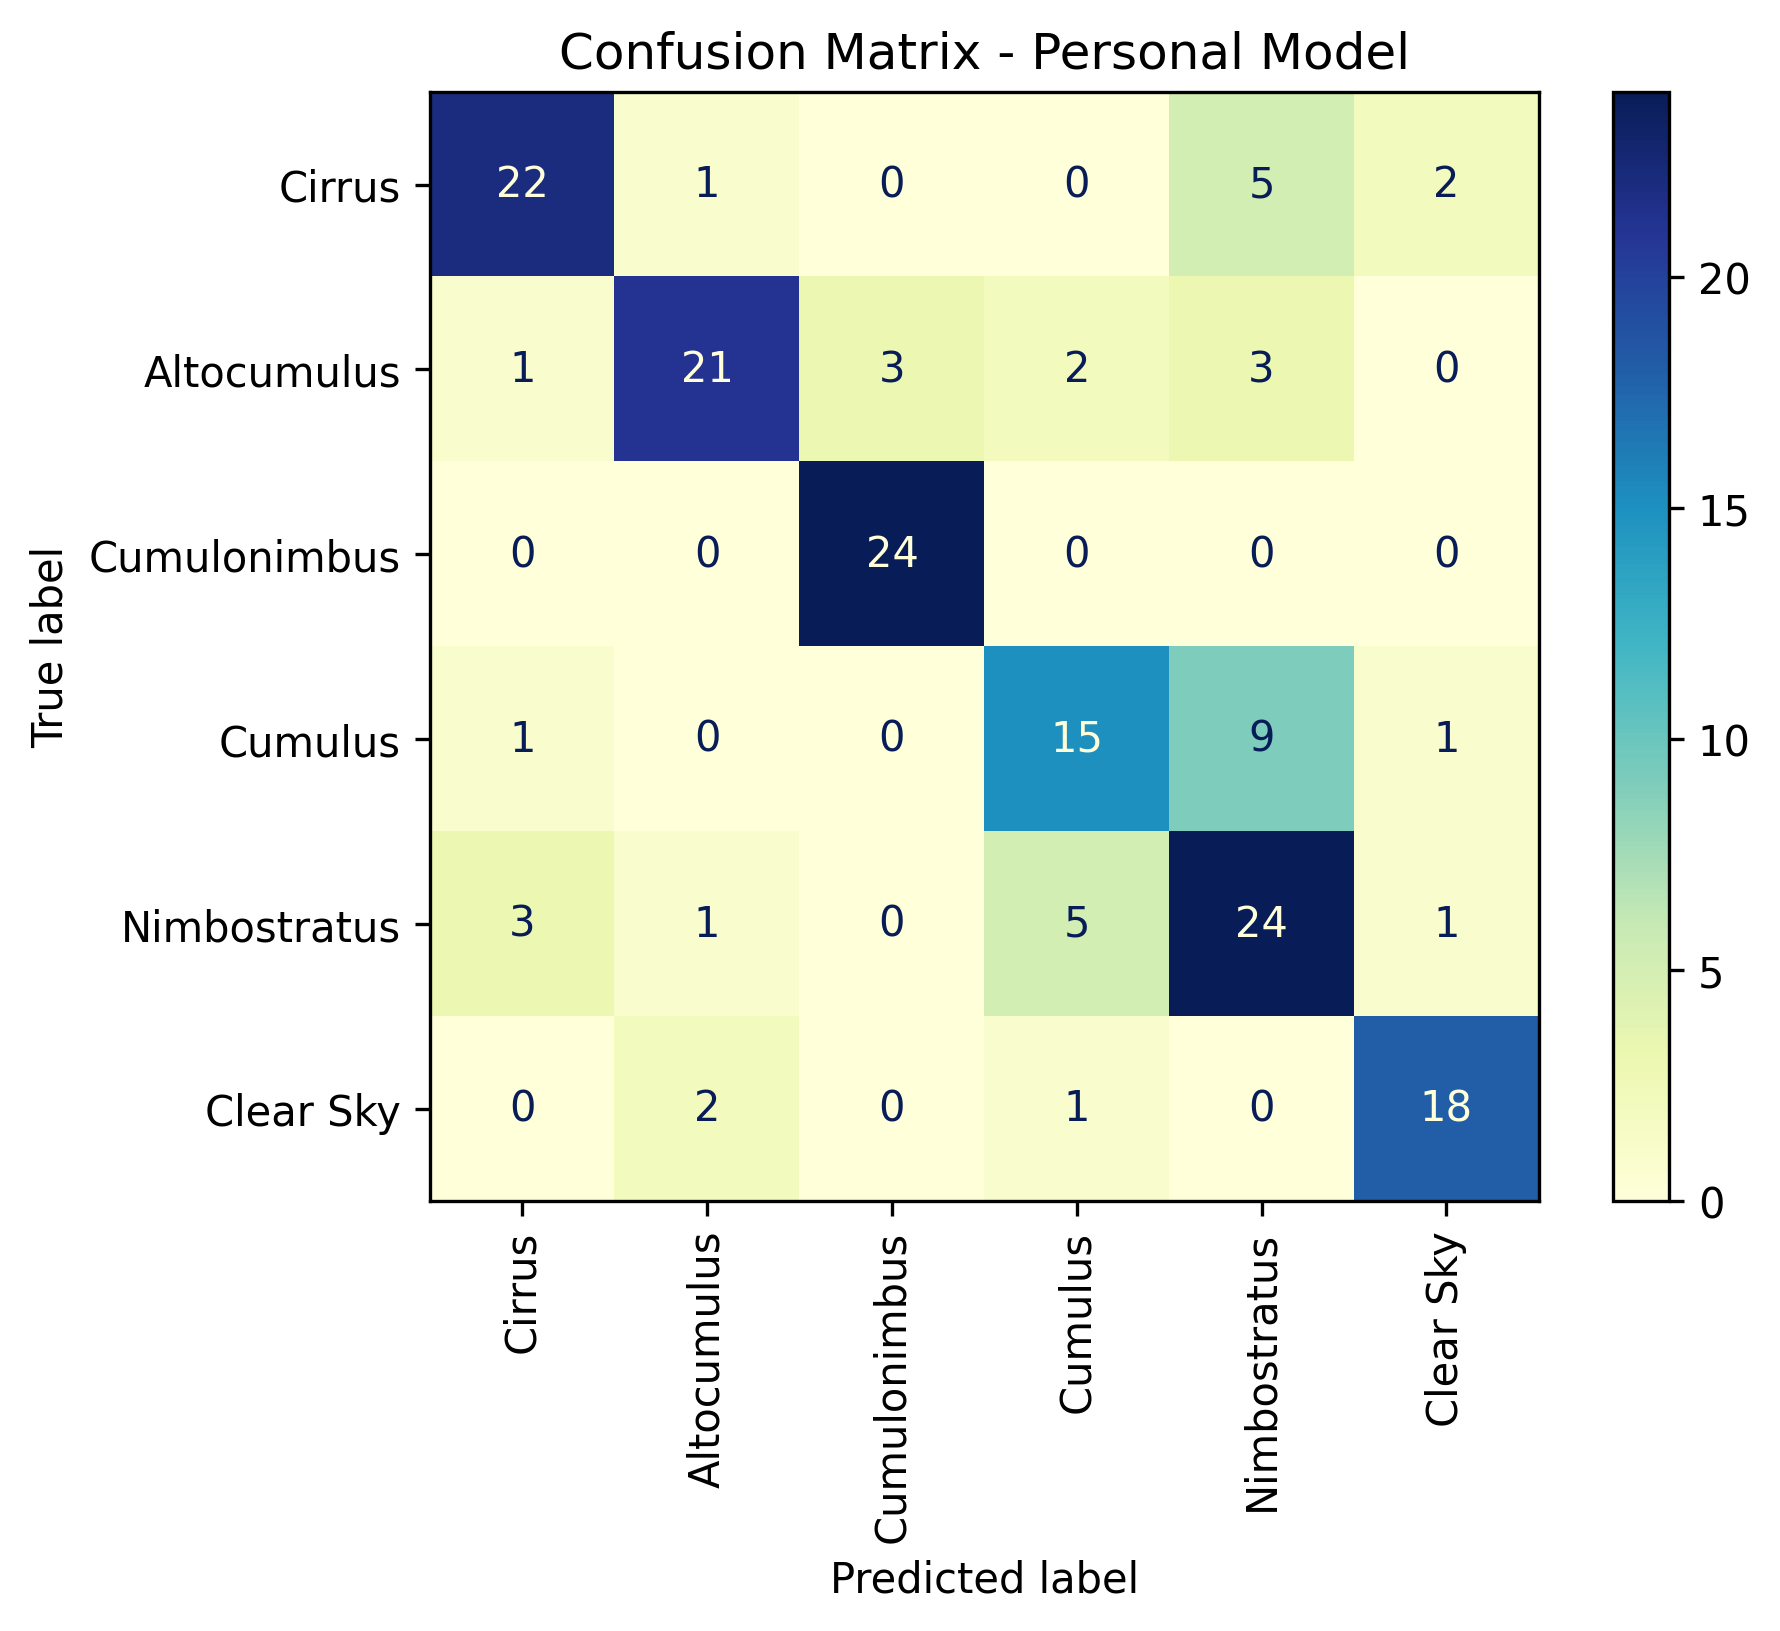 Confusion Matrix - Personal Model
True label
Cirrus 22 1 0 0 5 2
Altocumulus 1 21 3 2 3 0
Cumulonimbus 0 0 24 0 0 0
Cumulus 1 0 0 15 9 1
Nimbostratus 3 1 0 5 24 1
Clear Sky 0 2 0 1 0 18
Cirrus
Altocumulus
Cumulonimbus
Cumulus
Nimbostratus
Clear Sky
Predicted label
20
15
10
5
0